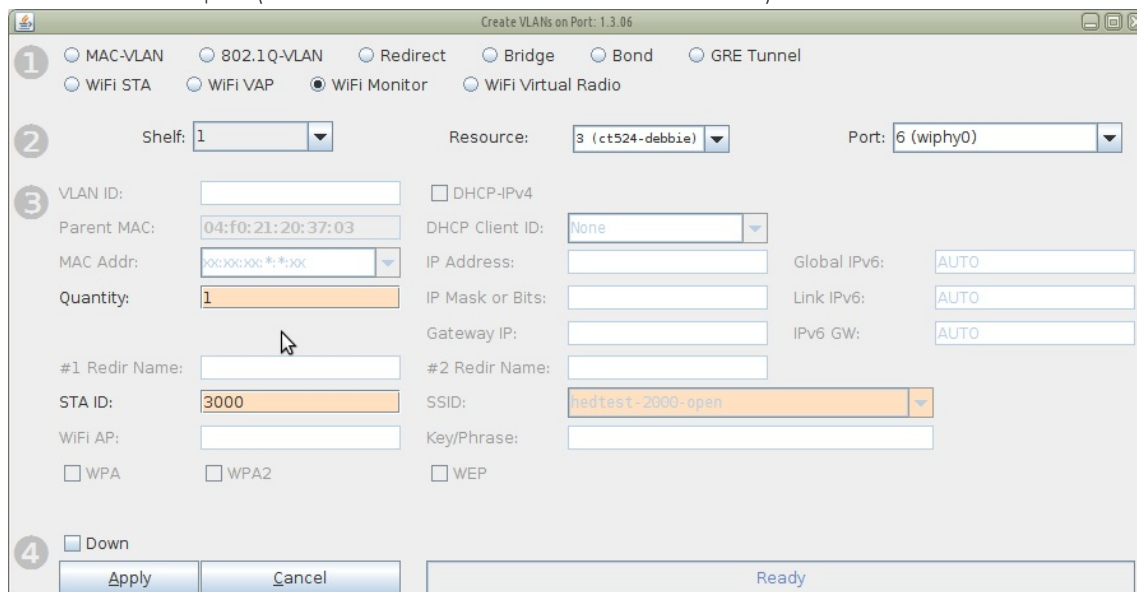 Create VLANs on Port: 1.3.06
1 MAC-VLAN 802.1Q-VLAN Redirect Bridge Bond GRE Tunnel
WiFi STA WiFi VAP WiFi Monitor WiFi Virtual Radio
2 Shelf: 1 Resource: 3 (ct524-debbie) Port: 6 (wiphy0)
3 VLAN ID: DHCP-IPv4
Parent MAC: 04:f0:21:20:37:03 DHCP Client ID: None
MAC Addr: xx:xx:xx:*:*:xx IP Address: Global IPv6: AUTO
Quantity: 1 IP Mask or Bits: Link IPv6: AUTO
Gateway IP: IPv6 GW: AUTO
#1 Redir Name: #2 Redir Name:
STA ID: 3000 SSID: hedtest-2000-open
WiFi AP: Key/Phrase:
WPA WPA2 WEP
4 Down
Apply Cancel Ready